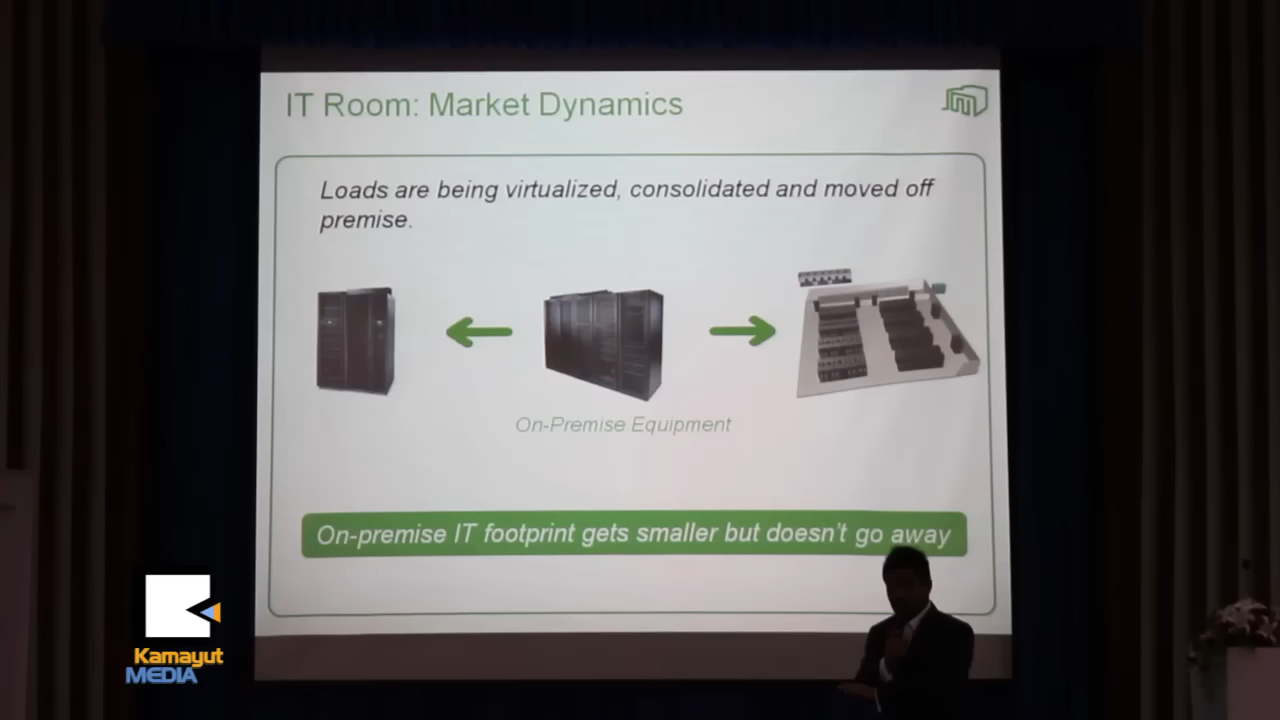 IT Room: Market Dynamics
Loads are being virtualized, consolidated and moved off
premise.
On-Premise Equipment
On-premise IT footprint gets smaller but doesn't go away
Kamayut
MEDIA